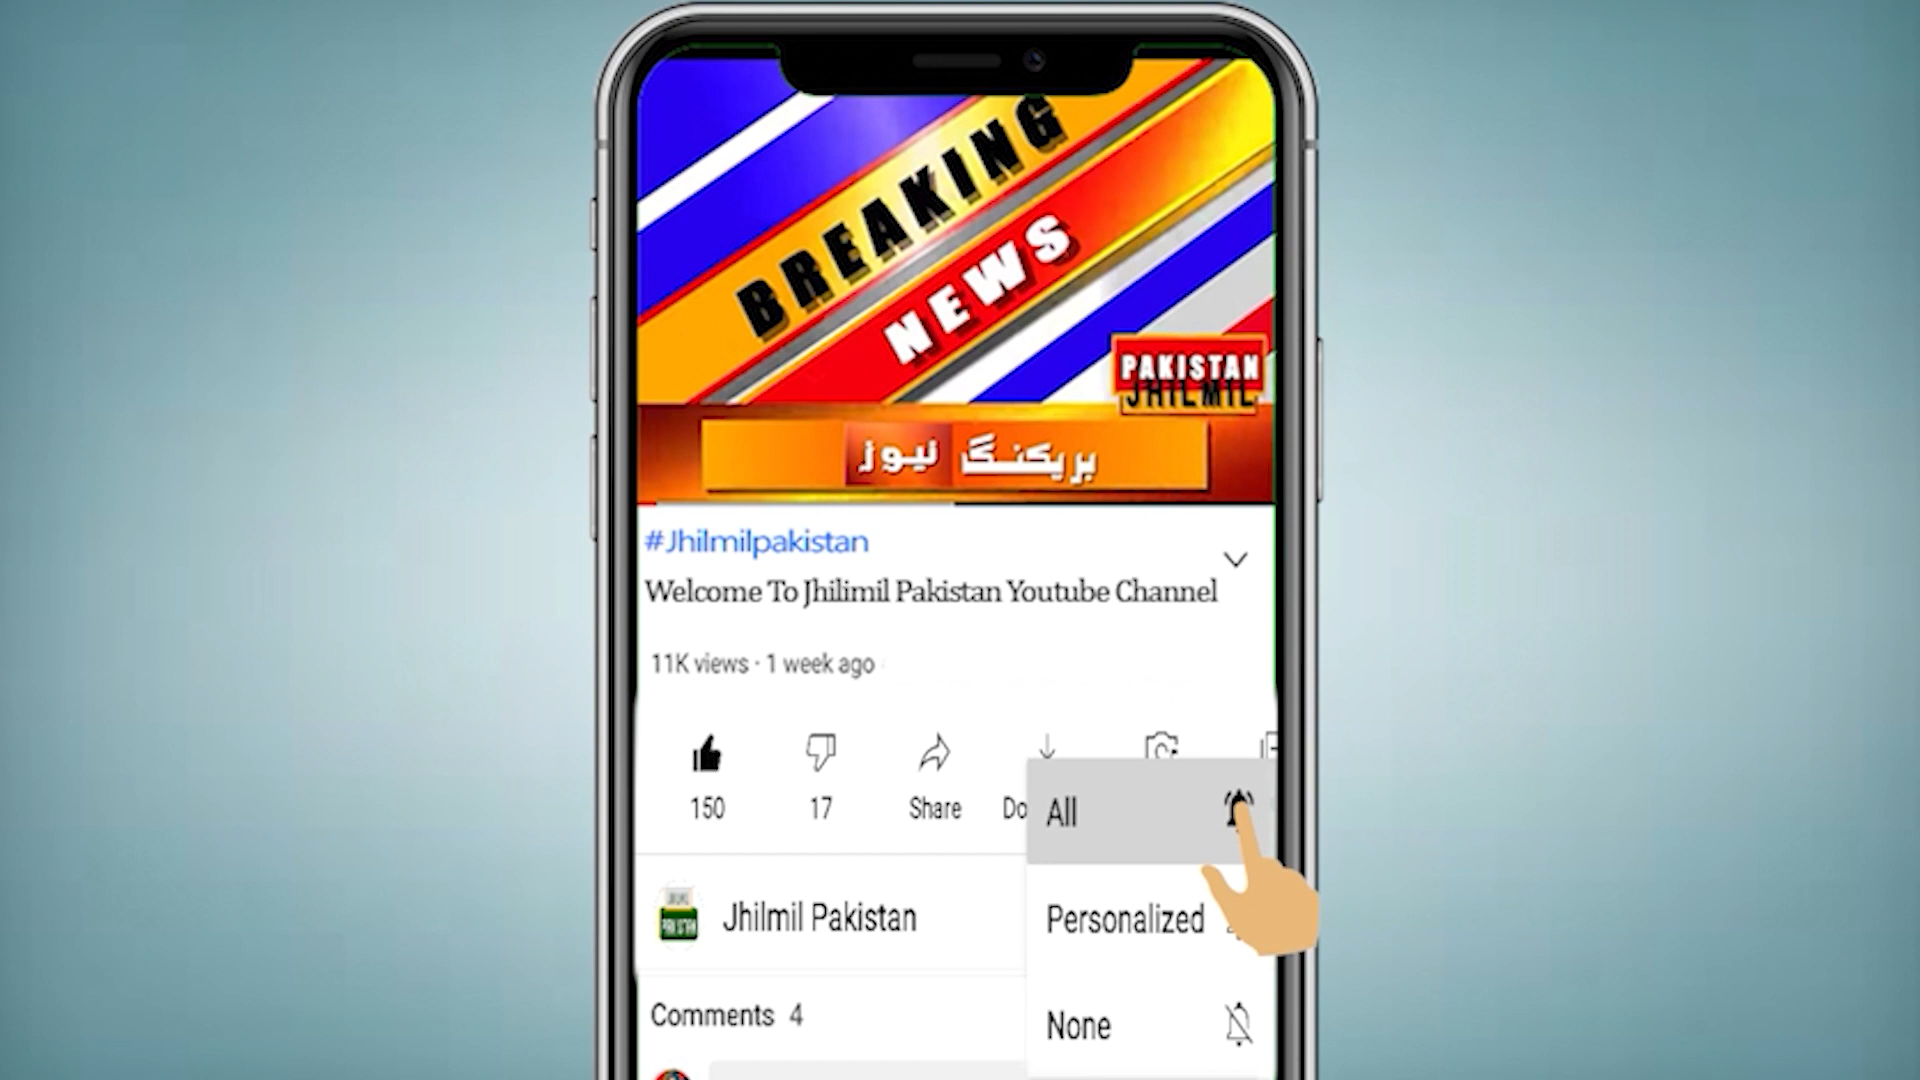 BREAKING
NEWS
PAKISTAN
JHILMIL
بریکنگ نیوز
#Jhilmilpakistan
Welcome To Jhilimil Pakistan Youtube Channel
11K views · 1 week ago
150
17
Share
Do
All
Jhilmil Pakistan
Personalized
Comments 4
None